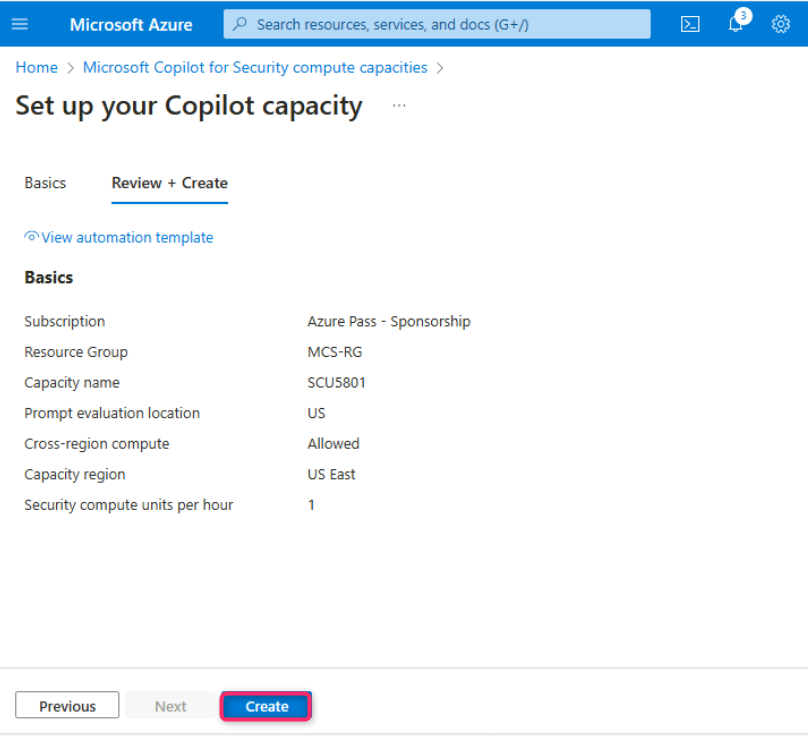 Microsoft Azure
Search resources, services, and docs (G+/)
3
Home > Microsoft Copilot for Security compute capacities >
Set up your Copilot capacity ...
Basics Review + Create
View automation template
Basics
Subscription Azure Pass - Sponsorship
Resource Group MCS-RG
Capacity name SCU5801
Prompt evaluation location US
Cross-region compute Allowed
Capacity region US East
Security compute units per hour 1
Previous Next Create